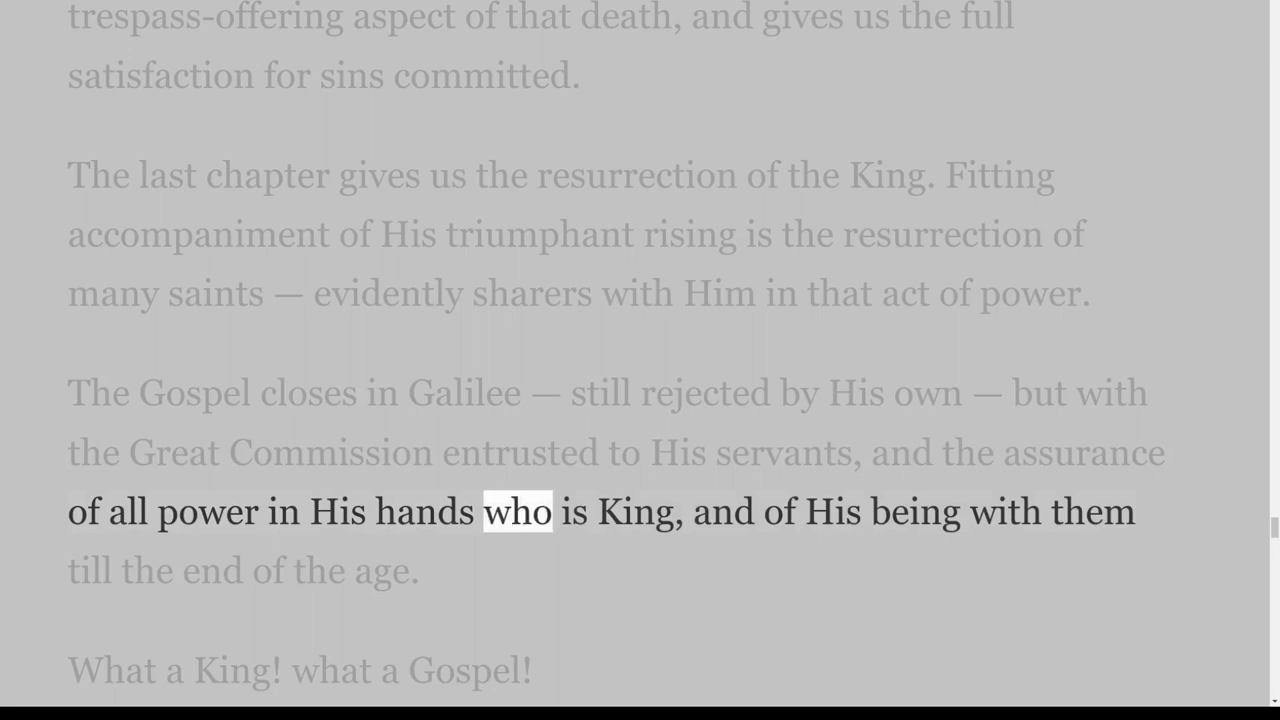 trespass-offering aspect of that death, and gives us the full
satisfaction for sins committed.
The last chapter gives us the resurrection of the King. Fitting
accompaniment of His triumphant rising is the resurrection of
many saints — evidently sharers with Him in that act of power.
The Gospel closes in Galilee — still rejected by His own — but with
the Great Commission entrusted to His servants, and the assurance
of all power in His hands who is King, and of His being with them
till the end of the age.
What a King! what a Gospel!